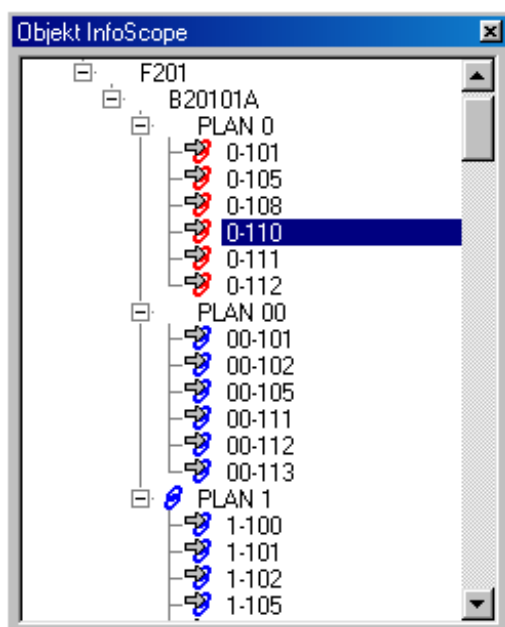 Objekt InfoScope
F201
B20101A
PLAN 0
0-101
0-105
0-108
0-110
0-111
0-112
PLAN 00
00-101
00-102
00-105
00-111
00-112
00-113
PLAN 1
1-100
1-101
1-102
1-105